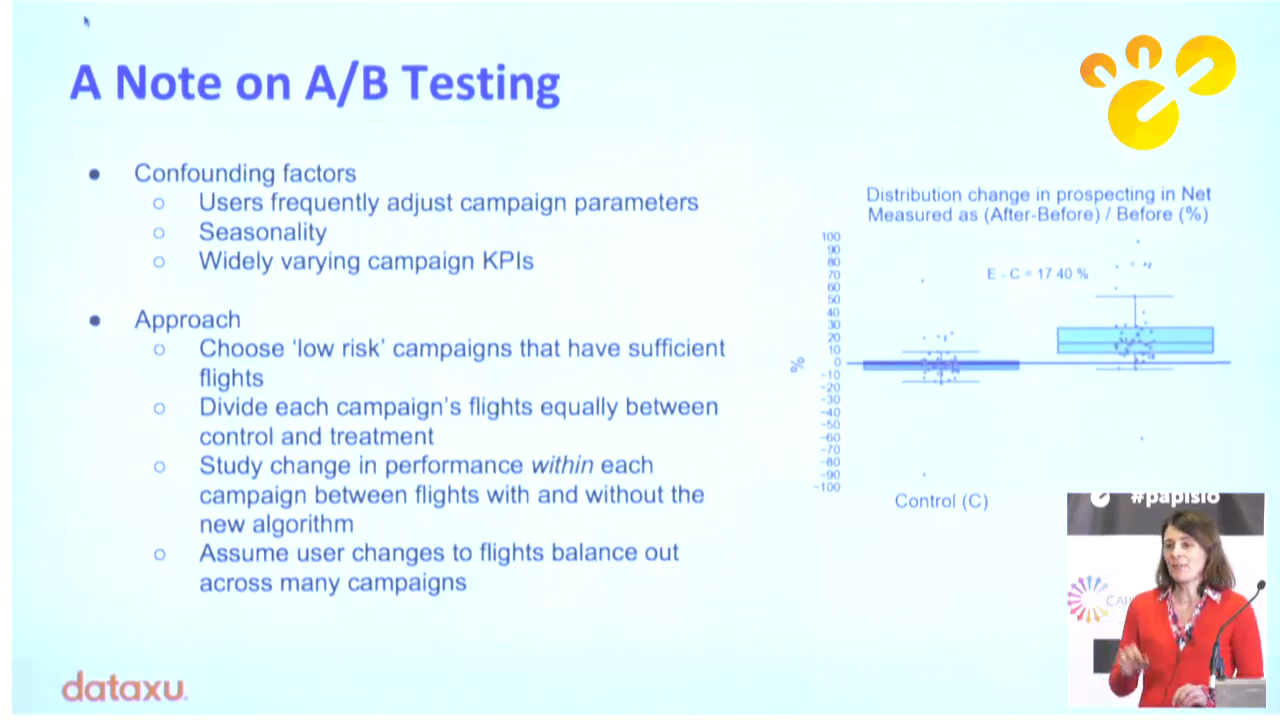 A Note on A/B Testing
● Confounding factors
○ Users frequently adjust campaign parameters
○ Seasonality
○ Widely varying campaign KPIs
● Approach
○ Choose 'low risk' campaigns that have sufficient
flights
○ Divide each campaign's flights equally between
control and treatment
○ Study change in performance within each
campaign between flights with and without the
new algorithm
○ Assume user changes to flights balance out
across many campaigns
Distribution change in prospecting in Net
Measured as (After-Before) / Before (%)
E - C = 17 40 %
%
100
90
80
70
60
50
40
30
20
10
0
-10
-20
-30
-40
-50
-60
-70
-80
-90
-100
Control (C)
#papisio
dataxu.